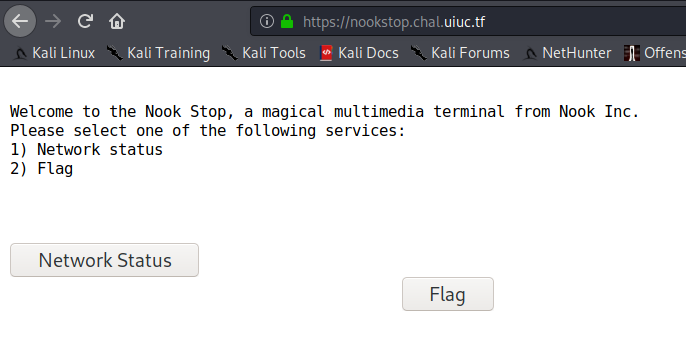 https://nookstop.chal.uiuc.tf
Kali Linux Kali Training Kali Tools Kali Docs Kali Forums NetHunter Offens
Welcome to the Nook Stop, a magical multimedia terminal from Nook Inc.
Please select one of the following services:
1) Network status
2) Flag
Network Status
Flag